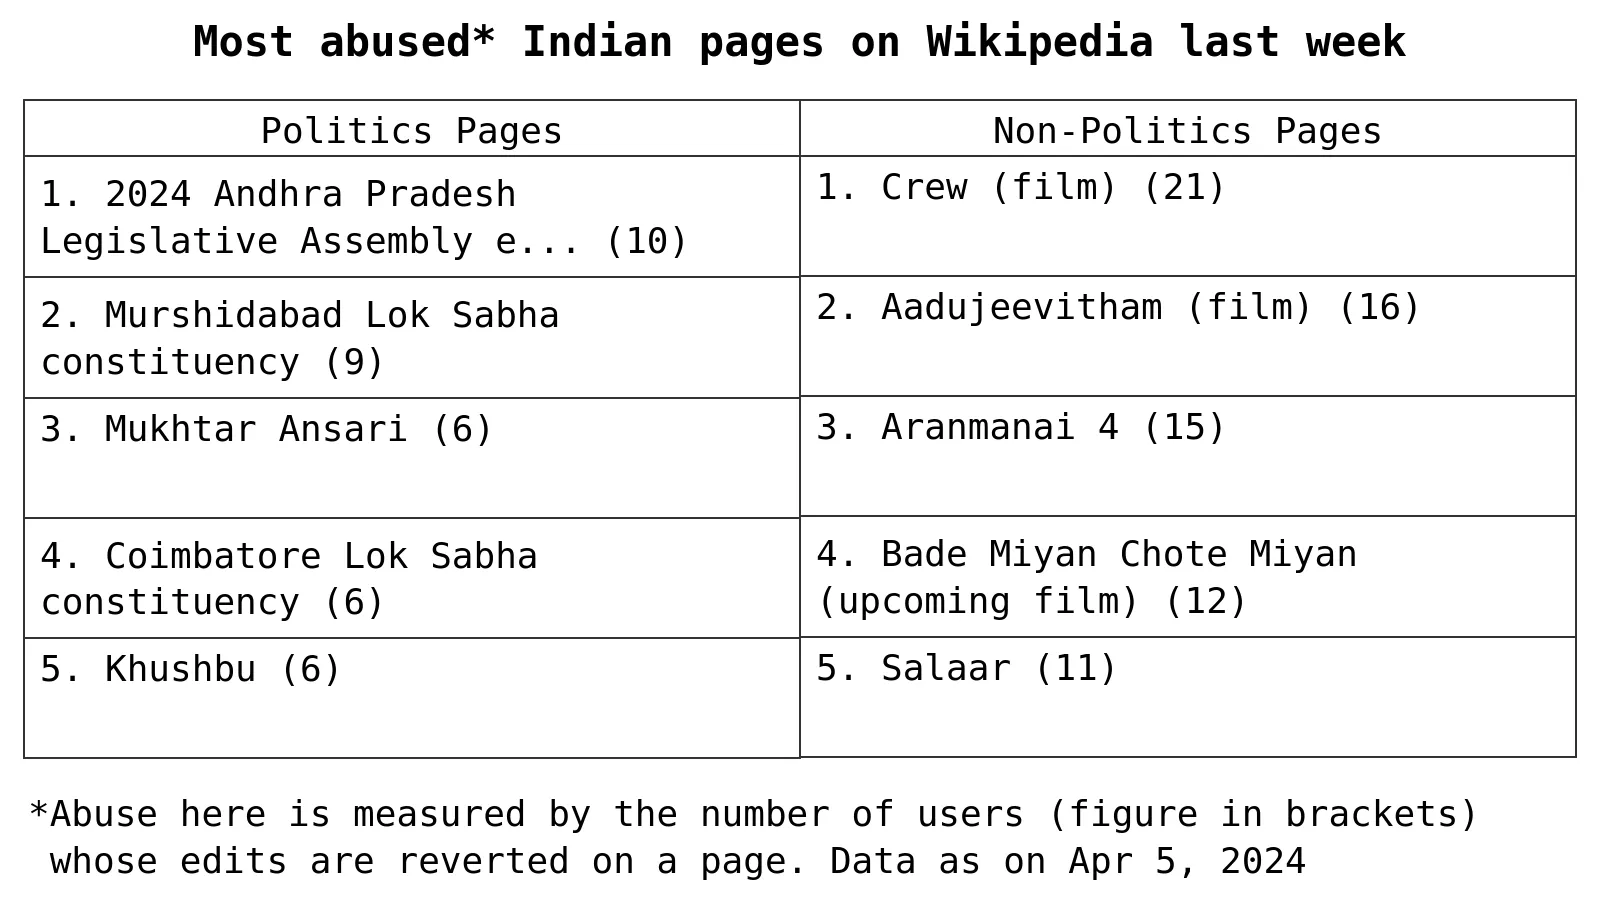 Most abused* Indian pages on Wikipedia last week
Politics Pages
Non-Politics Pages
1. 2024 Andhra Pradesh
Legislative Assembly e... (10)
1. Crew (film) (21)
2. Murshidabad Lok Sabha
constituency (9)
2. Aadujeevitham (film) (16)
3. Mukhtar Ansari (6)
3. Aranmanai 4 (15)
4. Coimbatore Lok Sabha
constituency (6)
4. Bade Miyan Chote Miyan
(upcoming film) (12)
5. Khushbu (6)
5. Salaar (11)
*Abuse here is measured by the number of users (figure in brackets)
whose edits are reverted on a page. Data as on Apr 5, 2024